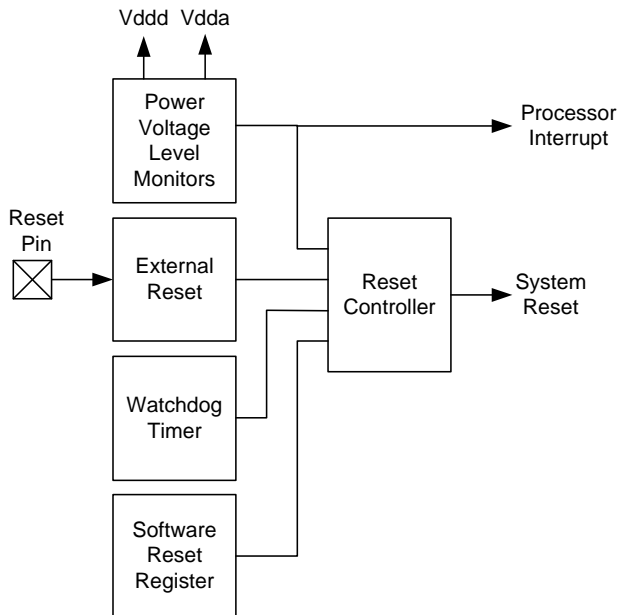 Vddd Vdda
Power
Voltage
Level
Monitors
Processor
Interrupt
Reset
Pin
External
Reset
Reset
Controller
System
Reset
Watchdog
Timer
Software
Reset
Register